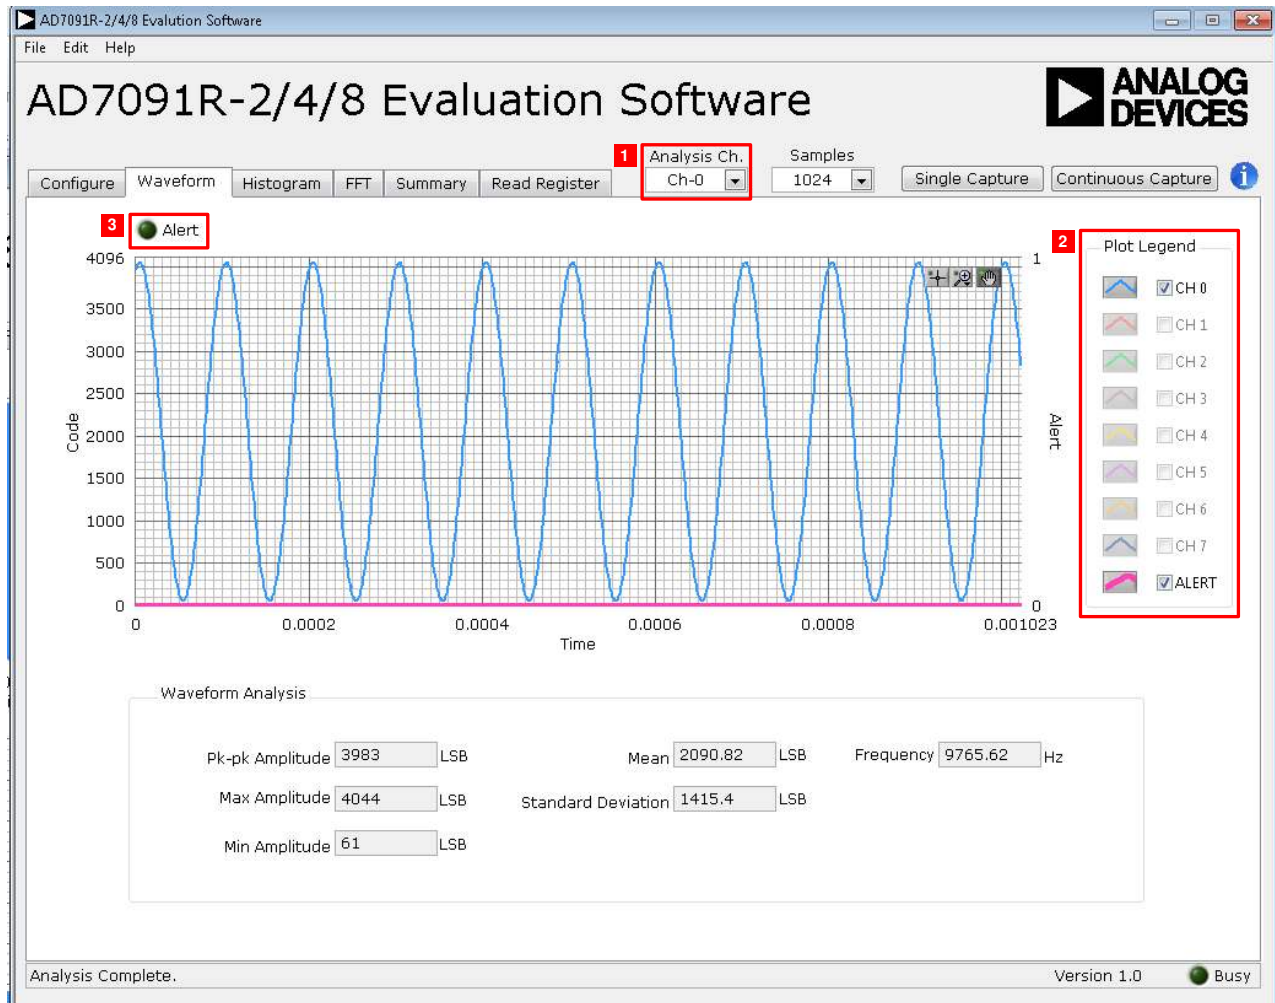 AD7091R-2/4/8 Evalution Software
File Edit Help
AD7091R-2/4/8 Evaluation Software
ANALOG
DEVICES
1 Analysis Ch. Samples
Configure Waveform Histogram FFT Summary Read Register Ch-0 1024 Single Capture Continuous Capture i
3 Alert
2 Plot Legend
4096
3500
3000
2500
2000
1500
1000
500
0
Code
1
0
Alert
0 0.0002 0.0004 0.0006 0.0008 0.001023
Time
CH 0
CH 1
CH 2
CH 3
CH 4
CH 5
CH 6
CH 7
ALERT
Waveform Analysis
Pk-pk Amplitude 3983 LSB Mean 2090.82 LSB Frequency 9765.62 Hz
Max Amplitude 4044 LSB Standard Deviation 1415.4 LSB
Min Amplitude 61 LSB
Analysis Complete. Version 1.0 Busy